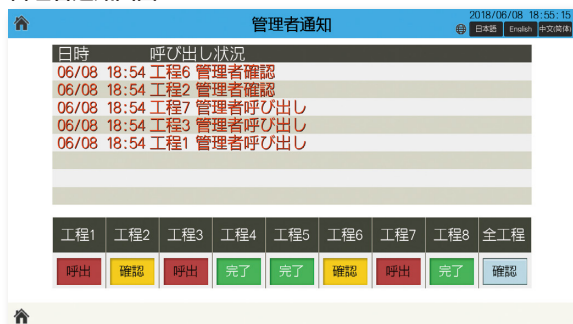 管理者通知
2018/06/08 18:55:15
日本語 English 中文(简体)
日時 呼び出し状況
06/08 18:54 工程6 管理者確認
06/08 18:54 工程2 管理者確認
06/08 18:54 工程7 管理者呼び出し
06/08 18:54 工程3 管理者呼び出し
06/08 18:54 工程1 管理者呼び出し
工程1 工程2 工程3 工程4 工程5 工程6 工程7 工程8 全工程
呼出 確認 呼出 完了 完了 確認 呼出 完了 確認